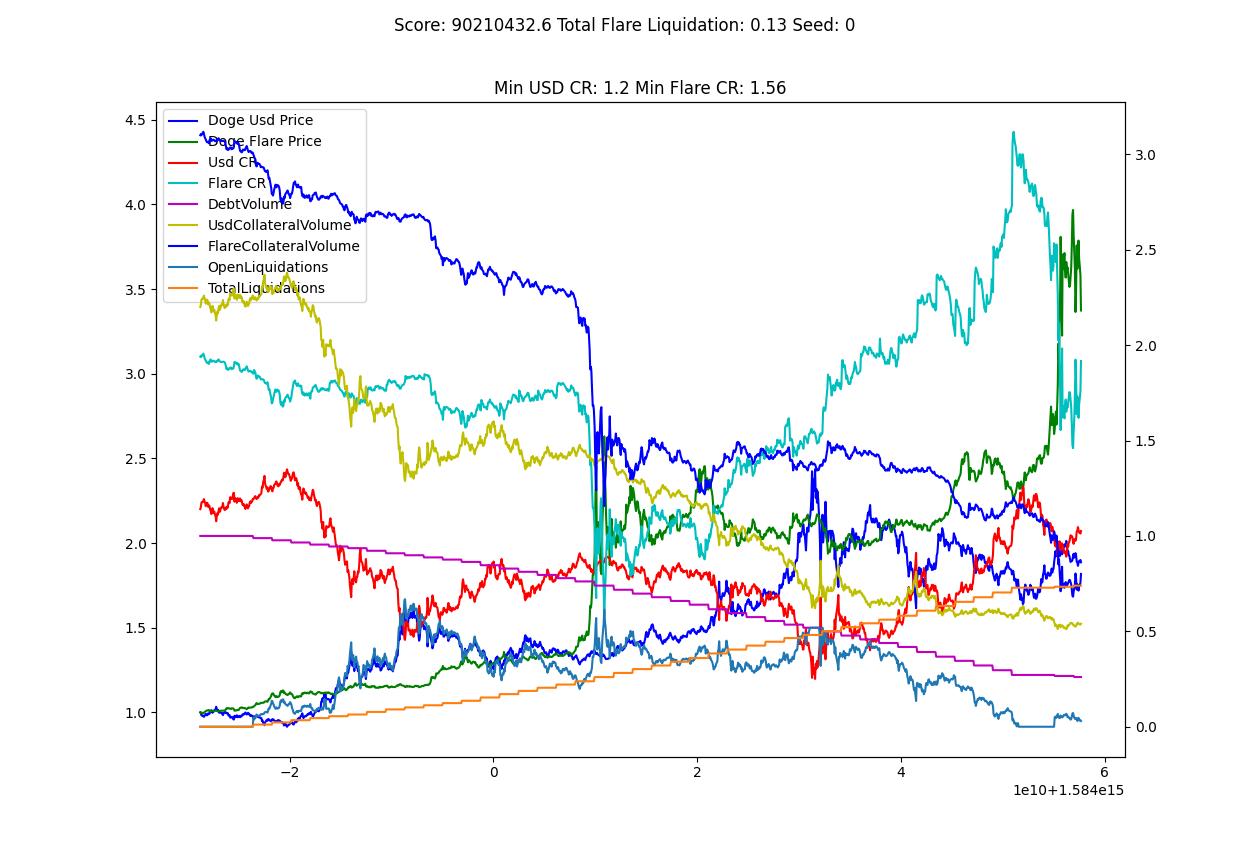 Score: 90210432.6 Total Flare Liquidation: 0.13 Seed: 0
Min USD CR: 1.2 Min Flare CR: 1.56
Doge Usd Price
Doge Flare Price
Usd CR
Flare CR
DebtVolume
UsdCollateralVolume
FlareCollateralVolume
OpenLiquidations
TotalLiquidations
4.5
4.0
3.5
3.0
2.5
2.0
1.5
1.0
3.0
2.5
2.0
1.5
1.0
0.5
0.0
−2
0
2
4
6
1e10+1.584e15